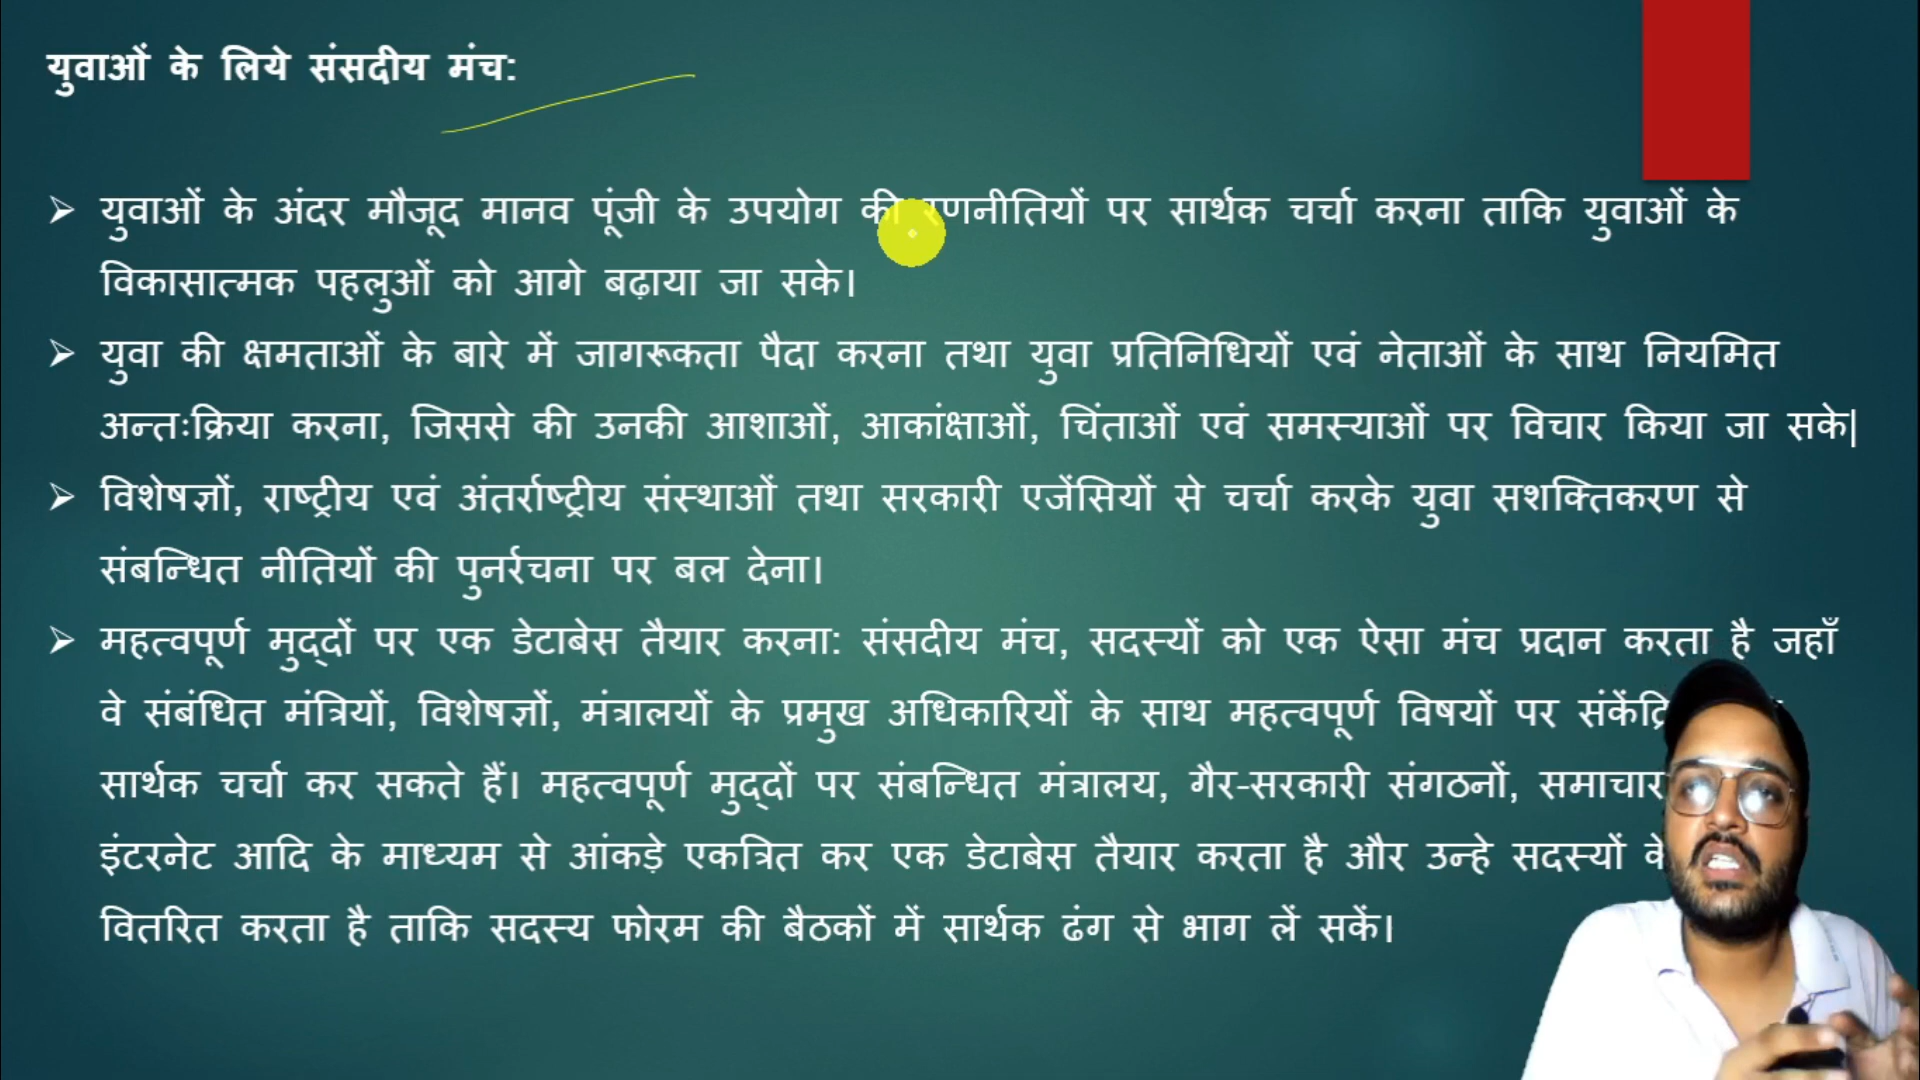 युवाओं के लिये संसदीय मंच:
युवाओं के अंदर मौजूद मानव पूंजी के उपयोग की रणनीतियों पर सार्थक चर्चा करना ताकि युवाओं के
विकासात्मक पहलुओं को आगे बढ़ाया जा सके।
युवा की क्षमताओं के बारे में जागरूकता पैदा करना तथा युवा प्रतिनिधियों एवं नेताओं के साथ नियमित
अन्तःक्रिया करना, जिससे की उनकी आशाओं, आकांक्षाओं, चिंताओं एवं समस्याओं पर विचार किया जा सके|
विशेषज्ञों, राष्ट्रीय एवं अंतर्राष्ट्रीय संस्थाओं तथा सरकारी एजेंसियों से चर्चा करके युवा सशक्तिकरण से
संबन्धित नीतियों की पुनर्रचना पर बल देना।
महत्वपूर्ण मुद्दों पर एक डेटाबेस तैयार करना: संसदीय मंच, सदस्यों को एक ऐसा मंच प्रदान करता है जहाँ
वे संबंधित मंत्रियों, विशेषज्ञों, मंत्रालयों के प्रमुख अधिकारियों के साथ महत्वपूर्ण विषयों पर
सार्थक चर्चा कर सकते हैं। महत्वपूर्ण मुद्दों पर संबन्धित मंत्रालय, गैर-सरकारी संगठनों, समाचार
इंटरनेट आदि के माध्यम से आंकड़े एकत्रित कर एक डेटाबेस तैयार करता है और उन्हे सदस्यों
वितरित करता है ताकि सदस्य फोरम की बैठकों में सार्थक ढंग से भाग लें सकें।